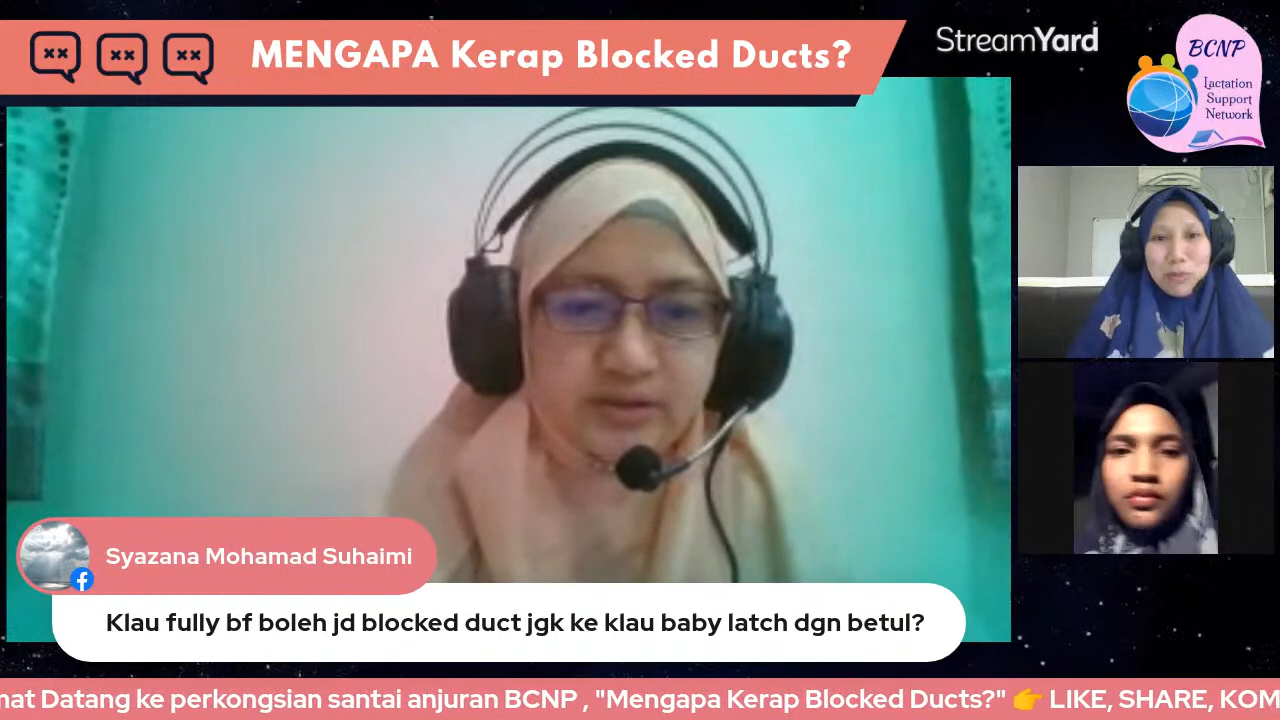 MENGAPA Kerap Blocked Ducts?
StreamYard
BCNP
Lactation
Support
Network
Syazana Mohamad Suhaimi
Klau fully bf boleh jd blocked duct jgk ke klau baby latch dgn betul?
mat Datang ke perkongsian santai anjuran BCNP , "Mengapa Kerap Blocked Ducts?" 👉 LIKE, SHARE, KOM